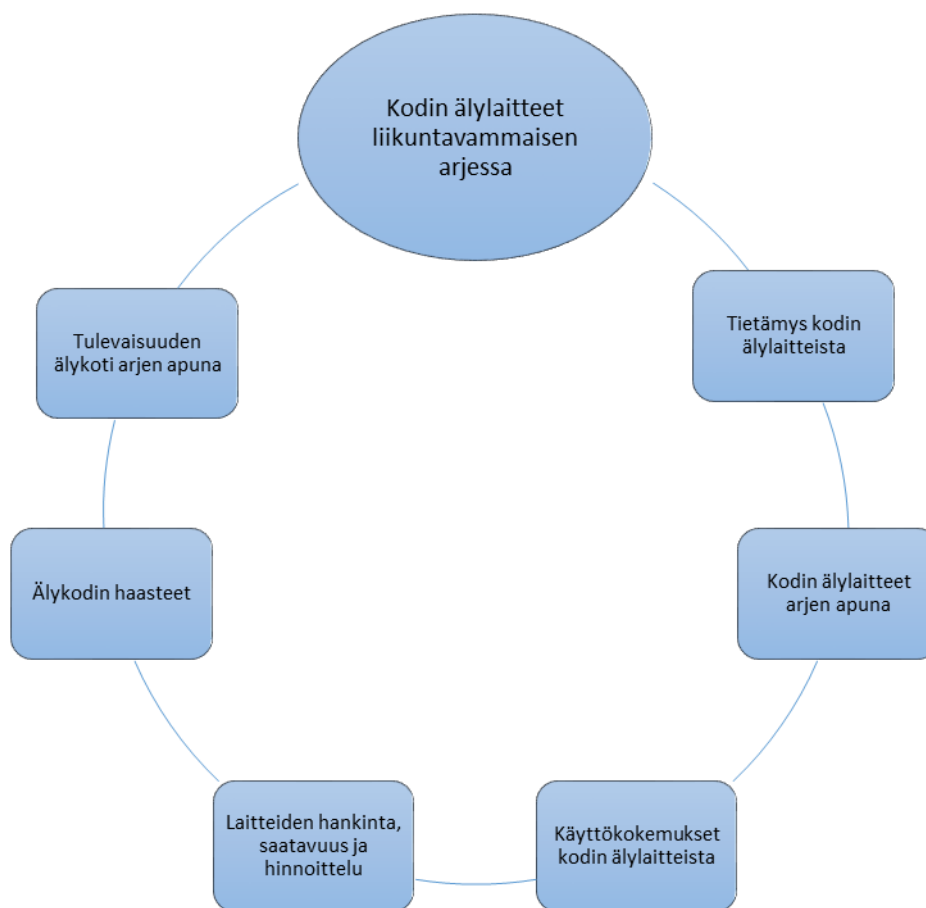 Kodin älylaitteet
liikuntavammaisen
arjessa
Tietämys kodin
älylaitteista
Kodin älylaitteet
arjen apuna
Käyttökokemukset
kodin älylaitteista
Laitteiden hankinta,
saatavuus ja
hinnoittelu
Älykodin haasteet
Tulevaisuuden
älykoti arjen apuna